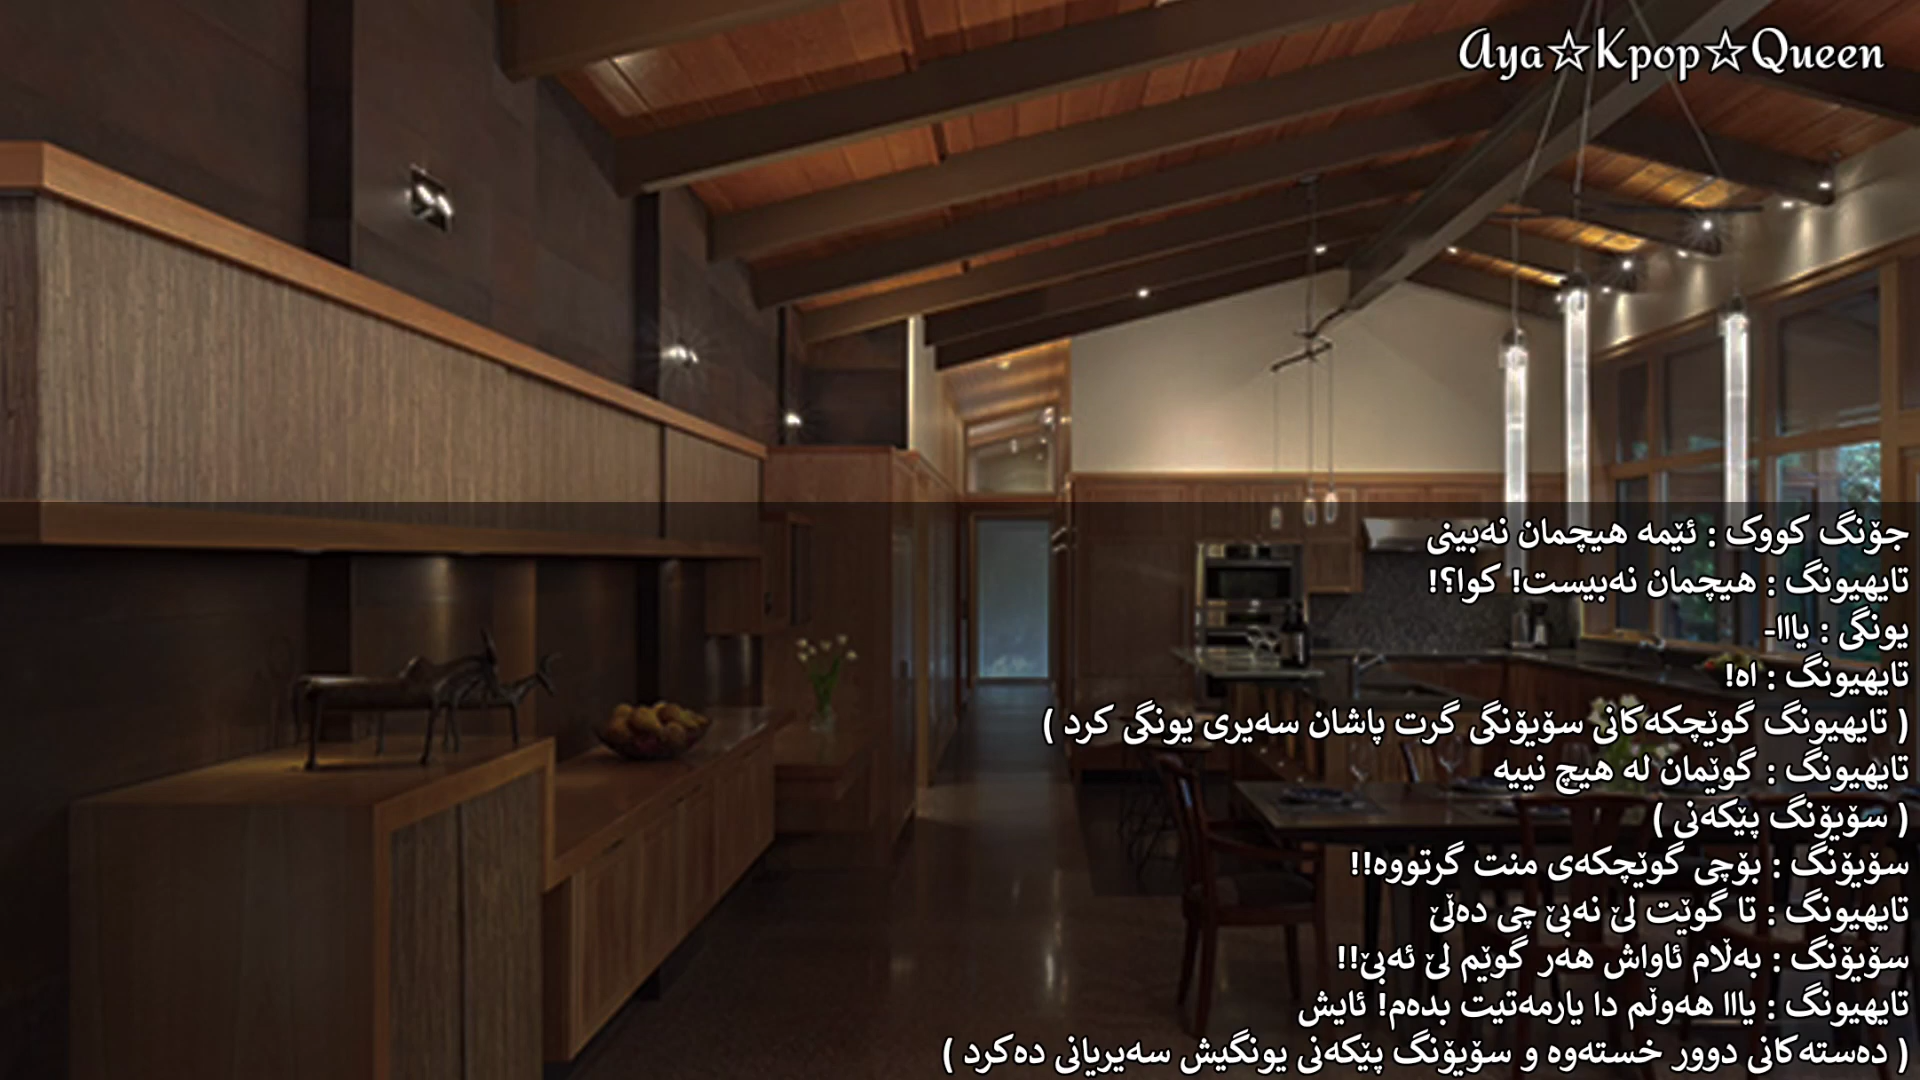 Aya☆Kpop☆Queen
جۆنگ کووک : ئێمە هیچمان نەبینی
تایهیونگ : هیچمان نەبیست! کوا؟!
یونگی : یااا-
تایهیونگ : اه!
( تایهیونگ گوێچکەکانی سۆیۆنگی گرت پاشان سەیری یونگی کرد )
تایهیونگ : گوێمان لە هیچ نییە
( سۆیۆنگ پێکەنی )
سۆیۆنگ : بۆچی گوێچکەی منت گرتووە!!
تایهیونگ : تا گوێت لێ نەبێ چی دەڵێ
سۆیۆنگ : بەڵام ئاواش هەر گوێم لێ ئەبێ!!
تایهیونگ : یااا هەوڵم دا یارمەتیت بدەم! ئایش
( دەستەکانی دوور خستەوە و سۆیۆنگ پێکەنی یونگیش سەیریانی دەکرد )